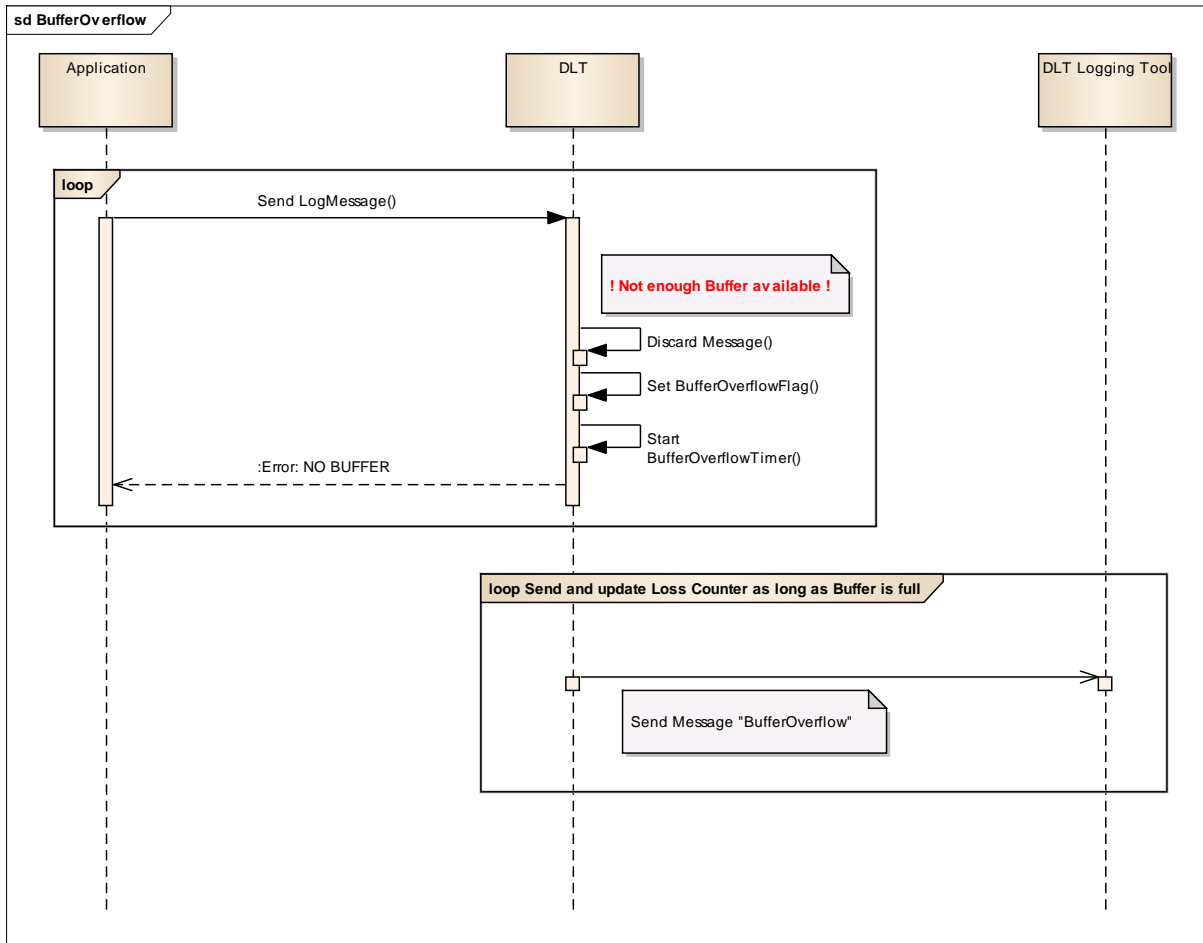 sd BufferOverflow
Application
DLT
DLT Logging Tool
loop
Send LogMessage()
! Not enough Buffer available !
Discard Message()
Set BufferOverflowFlag()
Start
BufferOverflowTimer()
:Error: NO BUFFER
loop Send and update Loss Counter as long as Buffer is full
Send Message "BufferOverflow"